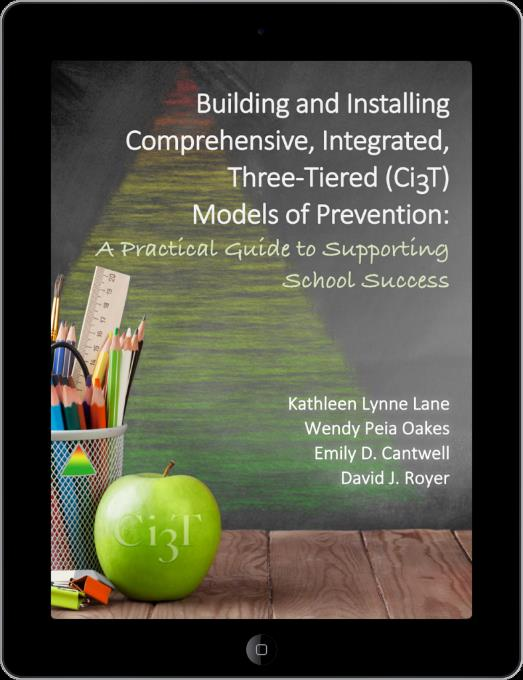 Building and Installing
Comprehensive, Integrated,
Three-Tiered (Ci3T)
Models of Prevention:
A Practical Guide to Supporting
School Success
Kathleen Lynne Lane
Wendy Peia Oakes
Emily D. Cantwell
David J. Royer
Ci3T